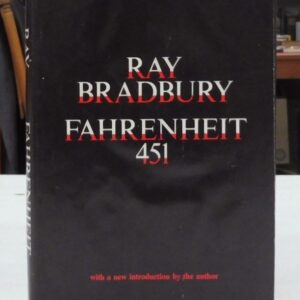 RAY
BRADBURY
FAHRENHEIT
451
with a new introduction by the author
RAY
FAHRENHEIT